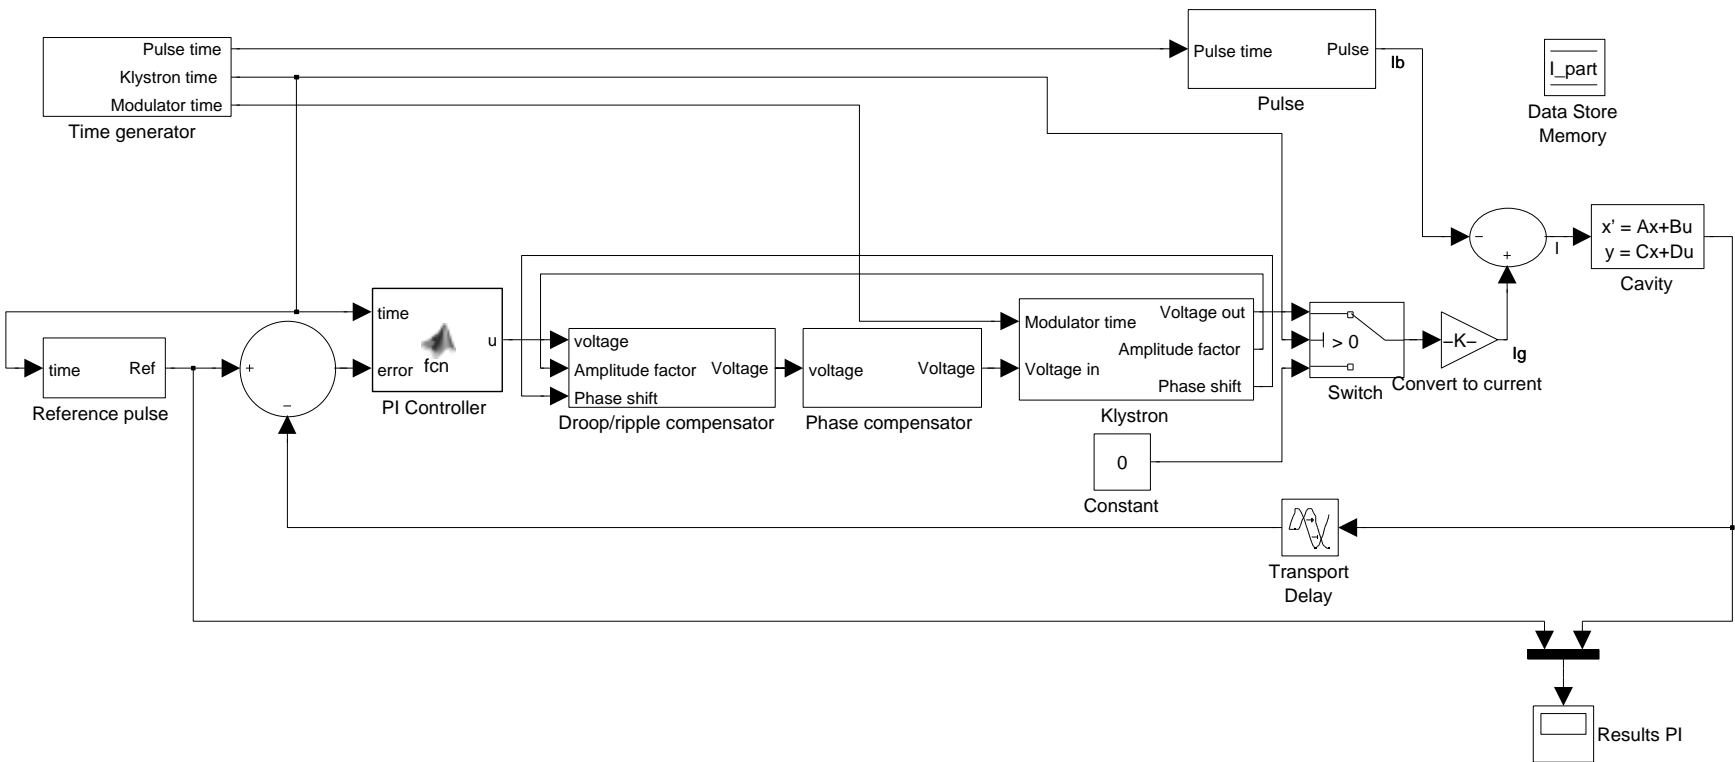 Pulse time
Klystron time
Modulator time
Time generator
Pulse time
Pulse
Pulse
Ib
I_part
Data Store
Memory
−
+
I
x' = Ax+Bu
y = Cx+Du
Cavity
time
Ref
Reference pulse
+
−
time
error
u
fcn
PI Controller
voltage
Amplitude factor
Phase shift
Voltage
Droop/ripple compensator
voltage
Voltage
Phase compensator
Modulator time
Voltage in
Voltage out
Amplitude factor
Phase shift
Klystron
> 0
Switch
−K−
Ig
Convert to current
0
Constant
Transport
Delay
Results PI